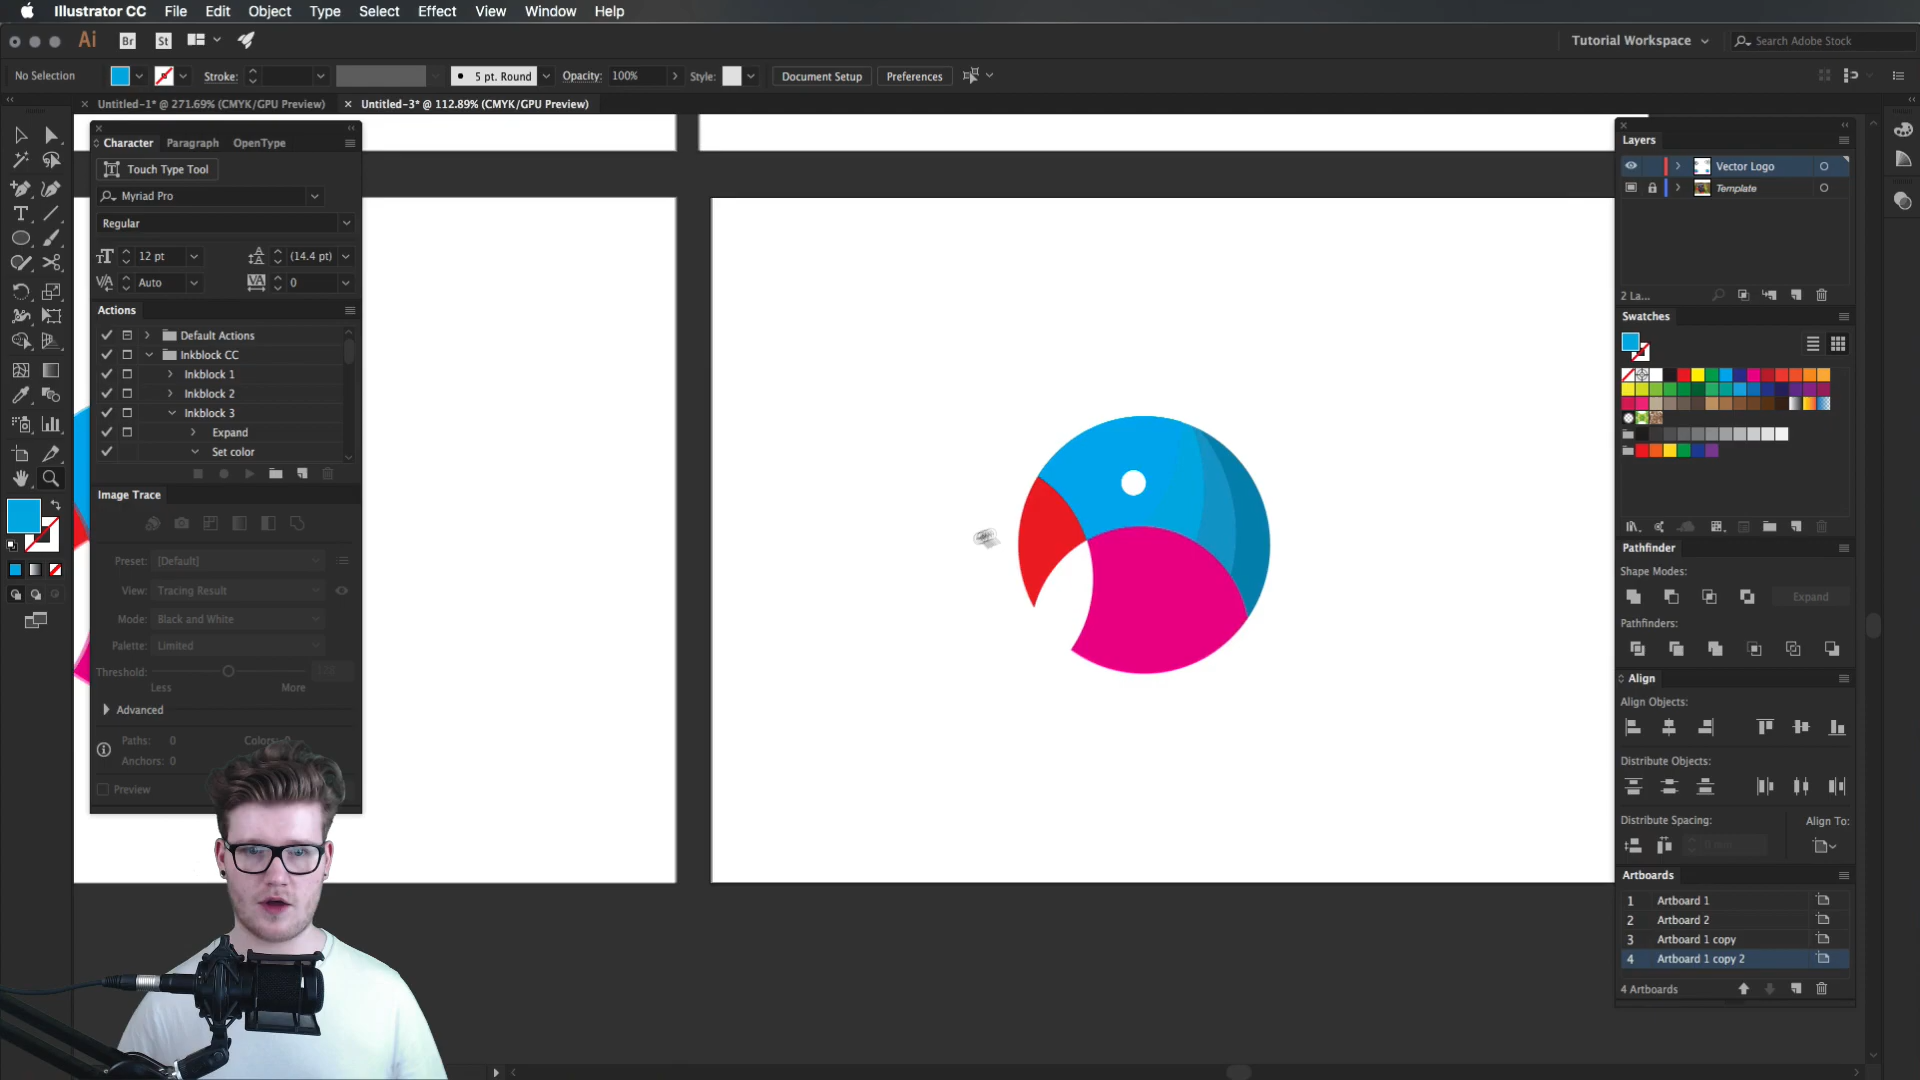 Illustrator CC File Edit Object Type Select Effect View Window Help
Ai Br St Tutorial Workspace Search Adobe Stock
No Selection Stroke: 5 pt. Round Opacity: 100% Style: Document Setup Preferences
Untitled-1* @ 271.69% (CMYK/GPU Preview) Untitled-3* @ 112.89% (CMYK/GPU Preview)
Character Paragraph OpenType
Touch Type Tool
Myriad Pro
Regular
12 pt (14.4 pt)
Auto 0
Actions
Default Actions
Inkblock CC
Inkblock 1
Inkblock 2
Inkblock 3
Expand
Set color
Image Trace
Preset: [Default]
View: Tracing Result
Mode: Black and White
Palette: Limited
Threshold:
Less More
Advanced
Paths: 0 Colors: 0
Anchors: 0
Preview
Layers
Vector Logo
Template
2 La...
Swatches
Pathfinder
Shape Modes:
Expand
Pathfinders:
Align
Align Objects:
Distribute Objects:
Distribute Spacing: Align To:
0 mm
Artboards
1 Artboard 1
2 Artboard 2
3 Artboard 1 copy
4 Artboard 1 copy 2
4 Artboards